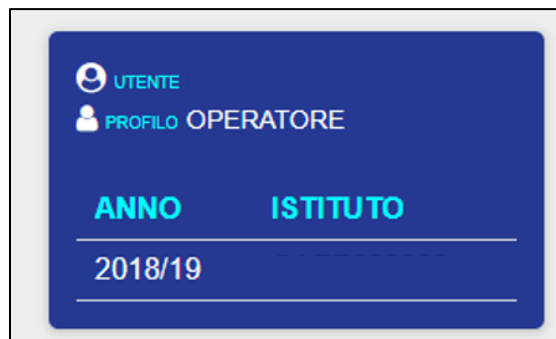 UTENTE
PROFILO OPERATORE
ANNO ISTITUTO
2018/19